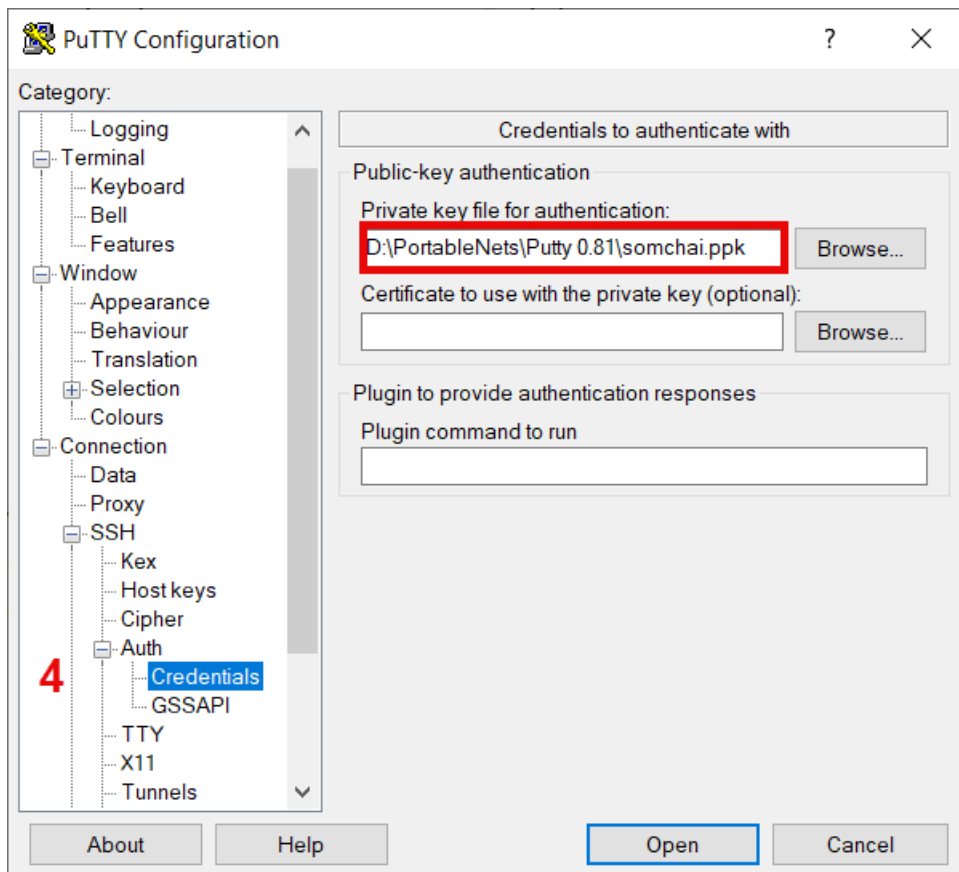 PuTTY Configuration
?
Category:
Logging
Terminal
Keyboard
Bell
Features
Window
Appearance
Behaviour
Translation
Selection
Colours
Connection
Data
Proxy
SSH
Kex
Host keys
Cipher
Auth
4
Credentials
GSSAPI
TTY
X11
Tunnels
Credentials to authenticate with
Public-key authentication
Private key file for authentication:
D:\PortableNets\Putty 0.81\somchai.ppk
Browse...
Certificate to use with the private key (optional):
Browse...
Plugin to provide authentication responses
Plugin command to run
About
Help
Open
Cancel